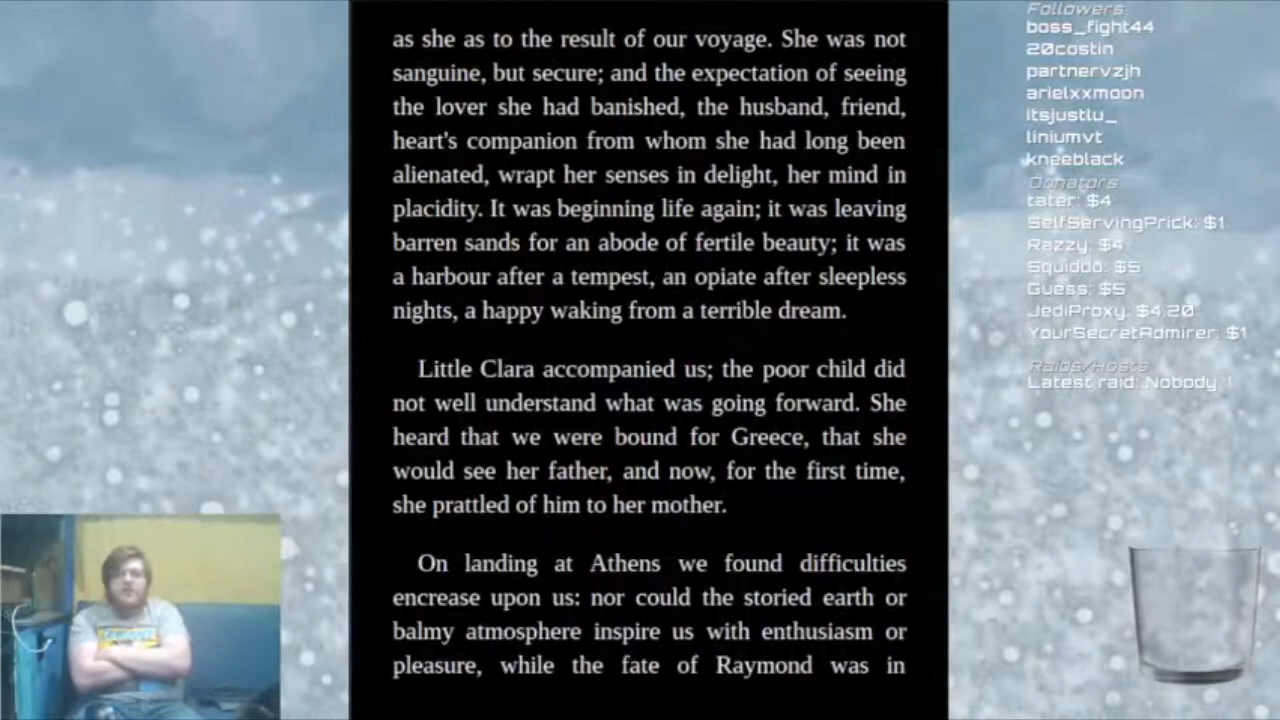 as she as to the result of our voyage. She was not
sanguine, but secure; and the expectation of seeing
the lover she had banished, the husband, friend,
heart's companion from whom she had long been
alienated, wrapt her senses in delight, her mind in
placidity. It was beginning life again; it was leaving
barren sands for an abode of fertile beauty; it was
a harbour after a tempest, an opiate after sleepless
nights, a happy waking from a terrible dream.
Little Clara accompanied us; the poor child did
not well understand what was going forward. She
heard that we were bound for Greece, that she
would see her father, and now, for the first time,
she prattled of him to her mother.
On landing at Athens we found difficulties
encrease upon us: nor could the storied earth or
balmy atmosphere inspire us with enthusiasm or
pleasure, while the fate of Raymond was in
Followers
boss_fight44
20costin
partnervzjh
arielxxmoon
itsjustlu_
liniumvt
kneeblack
Donators
tater: $4
SelfServingPrick: $1
Razzy: $4
Squiddo: $5
Guess: $5
JediProxy: $4.20
YourSecretAdmirer: $1
Raids/Hosts
Latest raid: Nobody